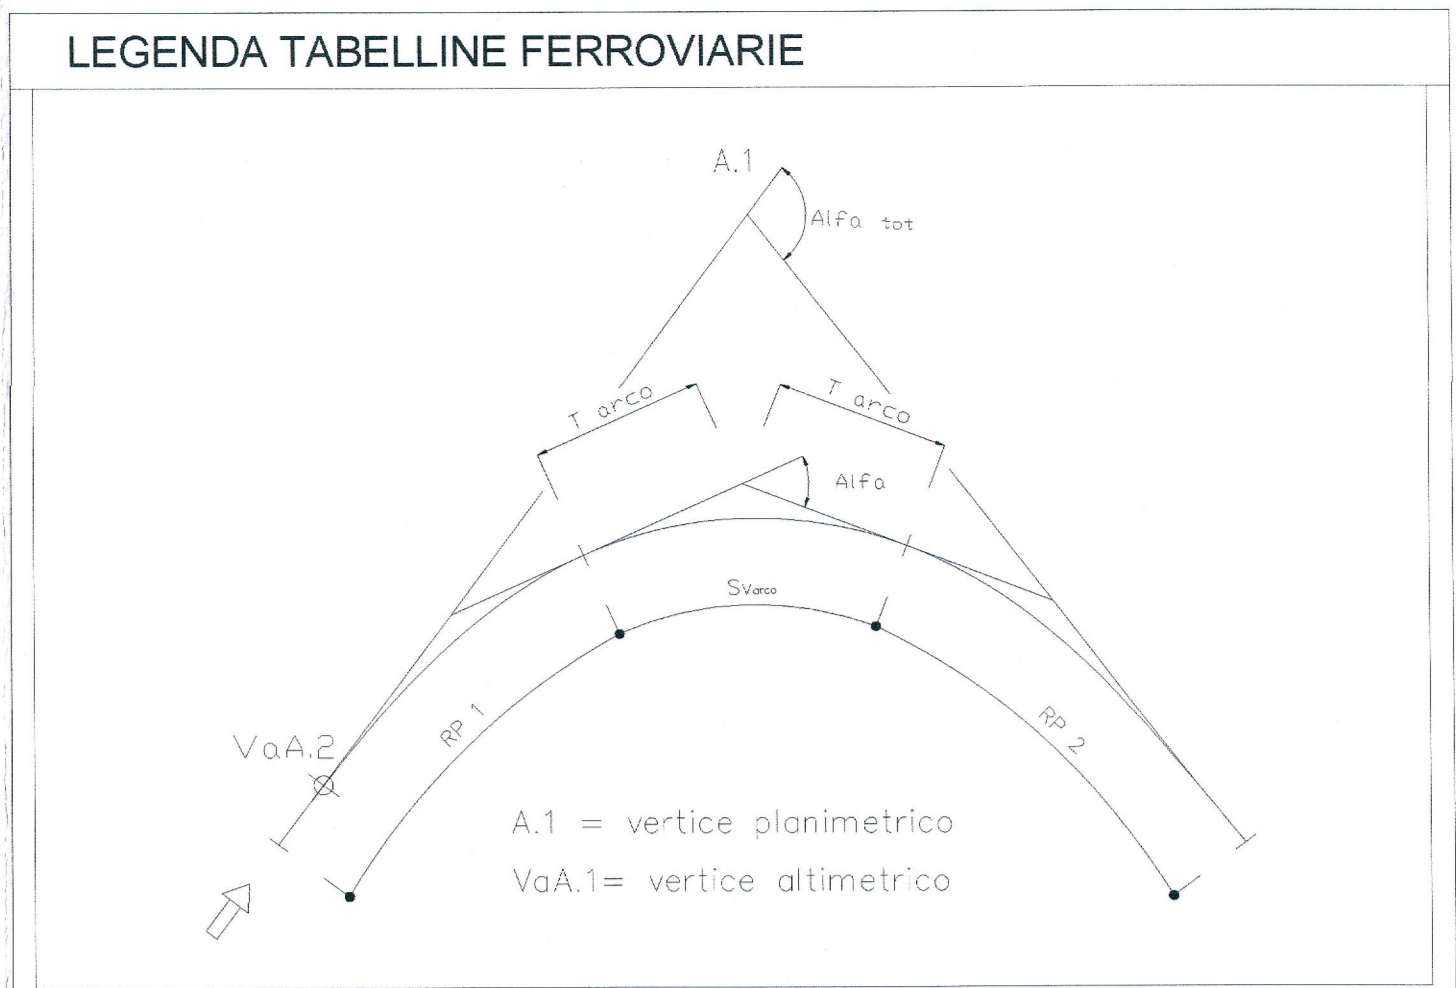 LEGENDA TABELLINE FERROVIARIE
A.1
Alfa tot
T arco
T arco
Alfa
Svarco
RP 1
RP 2
VaA.2
A.1 = vertice planimetrico
VaA.1= vertice altimetrico